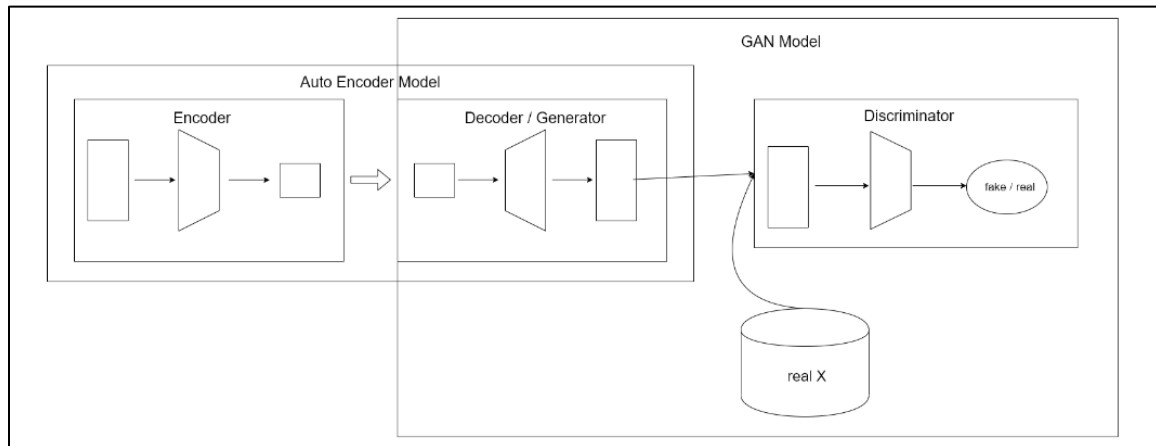 GAN Model
Auto Encoder Model
Encoder
Decoder / Generator
Discriminator
fake / real
real X